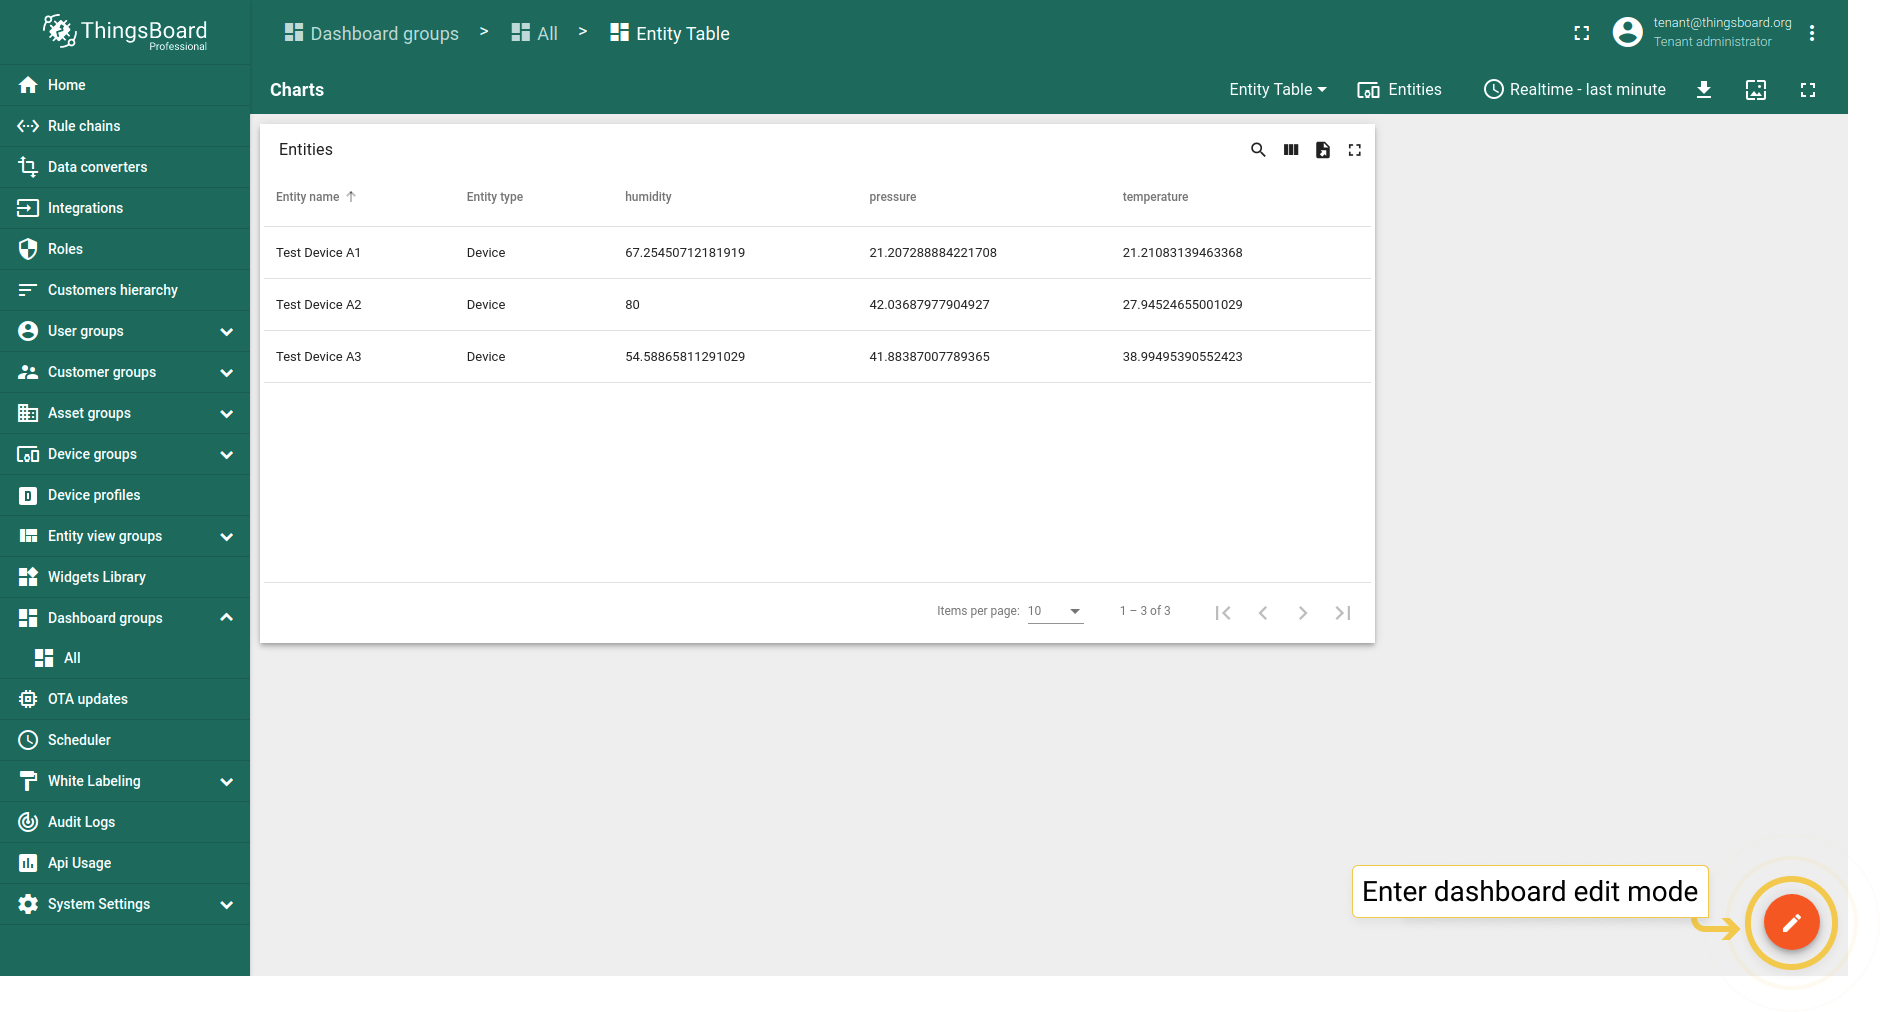 ThingsBoard
Professional
Home
Rule chains
Data converters
Integrations
Roles
Customers hierarchy
User groups
Customer groups
Asset groups
Device groups
Device profiles
Entity view groups
Widgets Library
Dashboard groups
All
OTA updates
Scheduler
White Labeling
Audit Logs
Api Usage
System Settings
Dashboard groups > All > Entity Table
tenant@thingsboard.org
Tenant administrator
Charts
Entity Table Entities Realtime - last minute
Entities
Entity name Entity type humidity pressure temperature
Test Device A1 Device 67.25450712181919 21.207288884221708 21.21083139463368
Test Device A2 Device 80 42.03687977904927 27.94524655001029
Test Device A3 Device 54.58865811291029 41.88387007789365 38.99495390552423
Items per page: 10 1 – 3 of 3
Enter dashboard edit mode